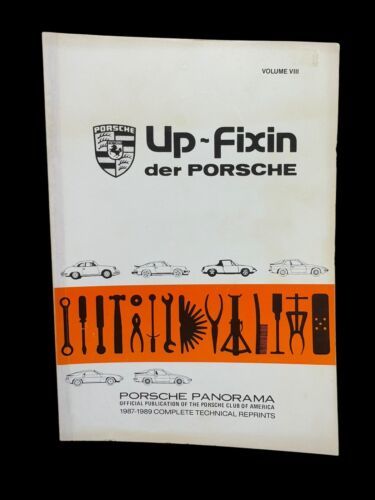 VOLUME VIII
PORSCHE
Up-Fixin
der PORSCHE
PORSCHE PANORAMA
OFFICIAL PUBLICATION OF THE PORSCHE CLUB OF AMERICA
1987-1989 COMPLETE TECHNICAL REPRINTS